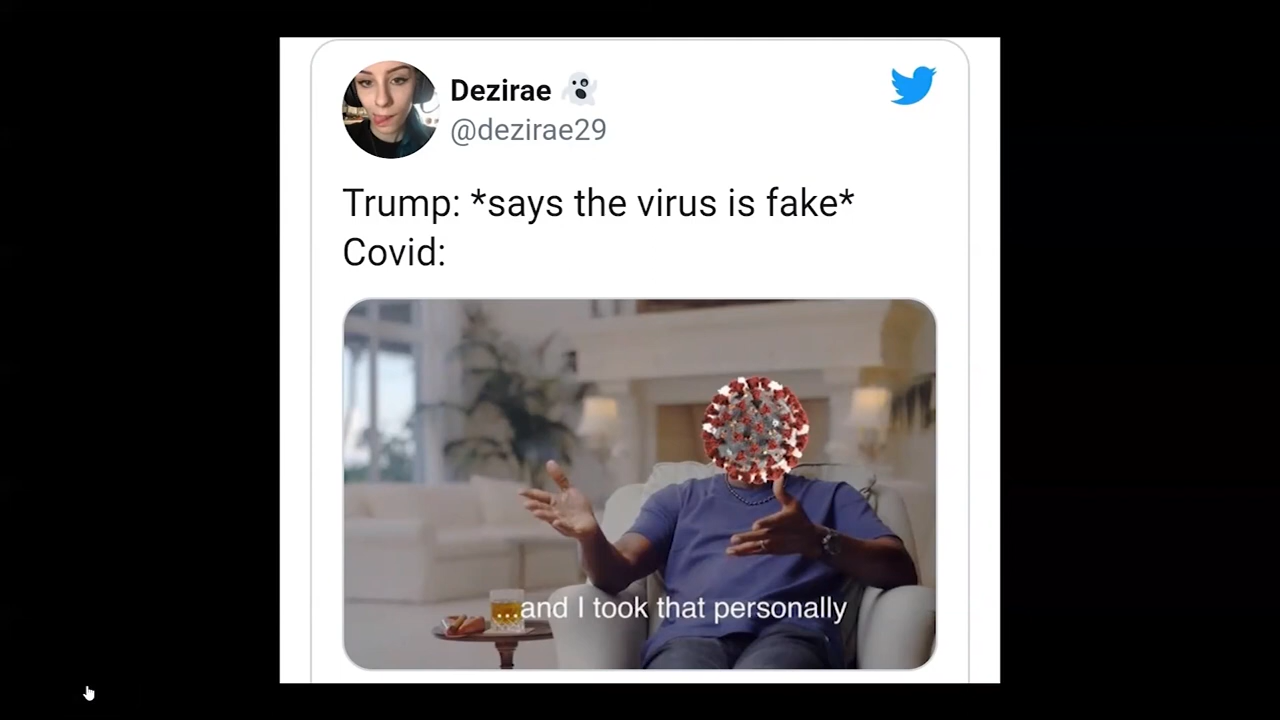 Dezirae 👻
@dezirae29
Trump: *says the virus is fake*
Covid:
...and I took that personally